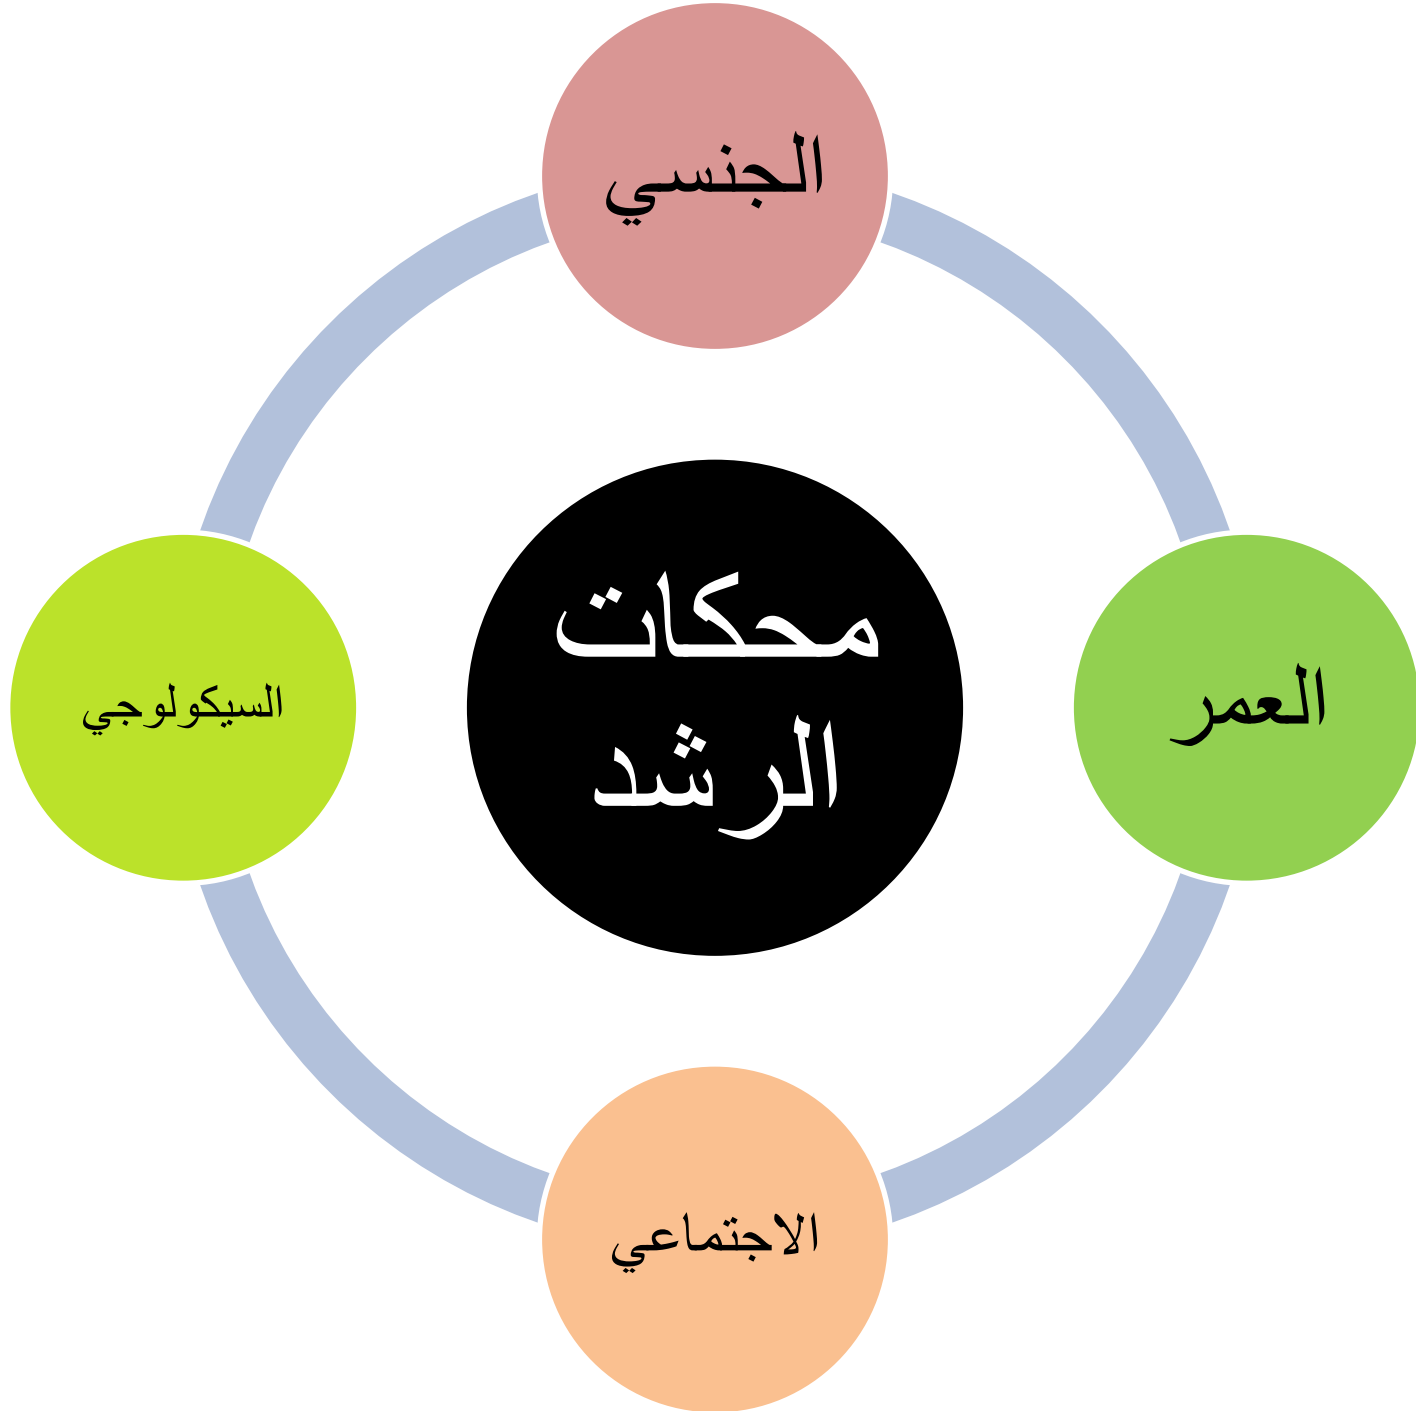 الجنسي
العمر
محكات
الرشد
السيكولوجي
الاجتماعي